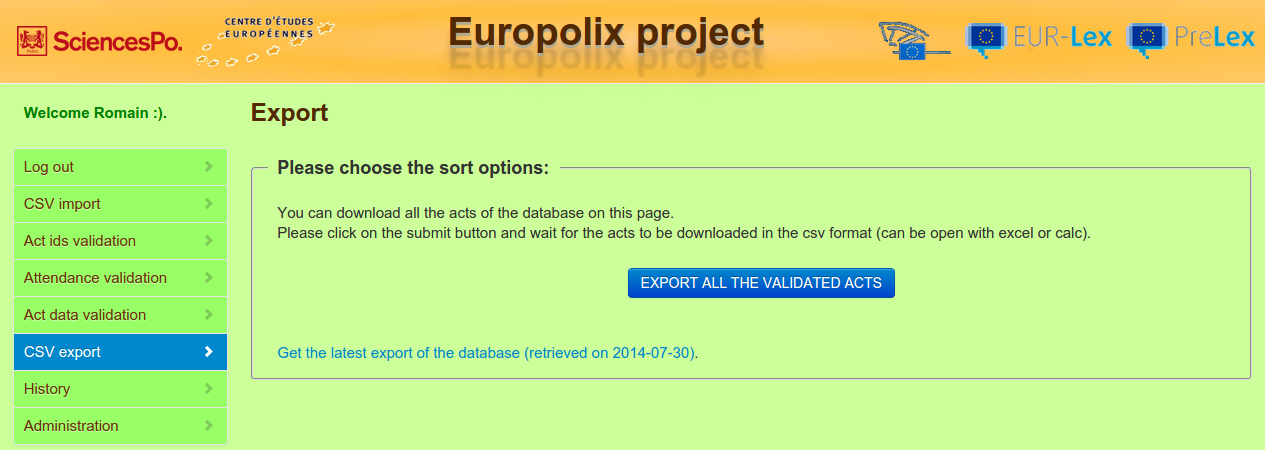 SciencesPo.
PARIS
CENTRE D'ÉTUDES
EUROPÉENNES
Europolix project
EUR-Lex
PreLex
Welcome Romain :).
Log out
CSV import
Act ids validation
Attendance validation
Act data validation
CSV export
History
Administration
Export
Please choose the sort options:
You can download all the acts of the database on this page.
Please click on the submit button and wait for the acts to be downloaded in the csv format (can be open with excel or calc).
EXPORT ALL THE VALIDATED ACTS
Get the latest export of the database (retrieved on 2014-07-30).